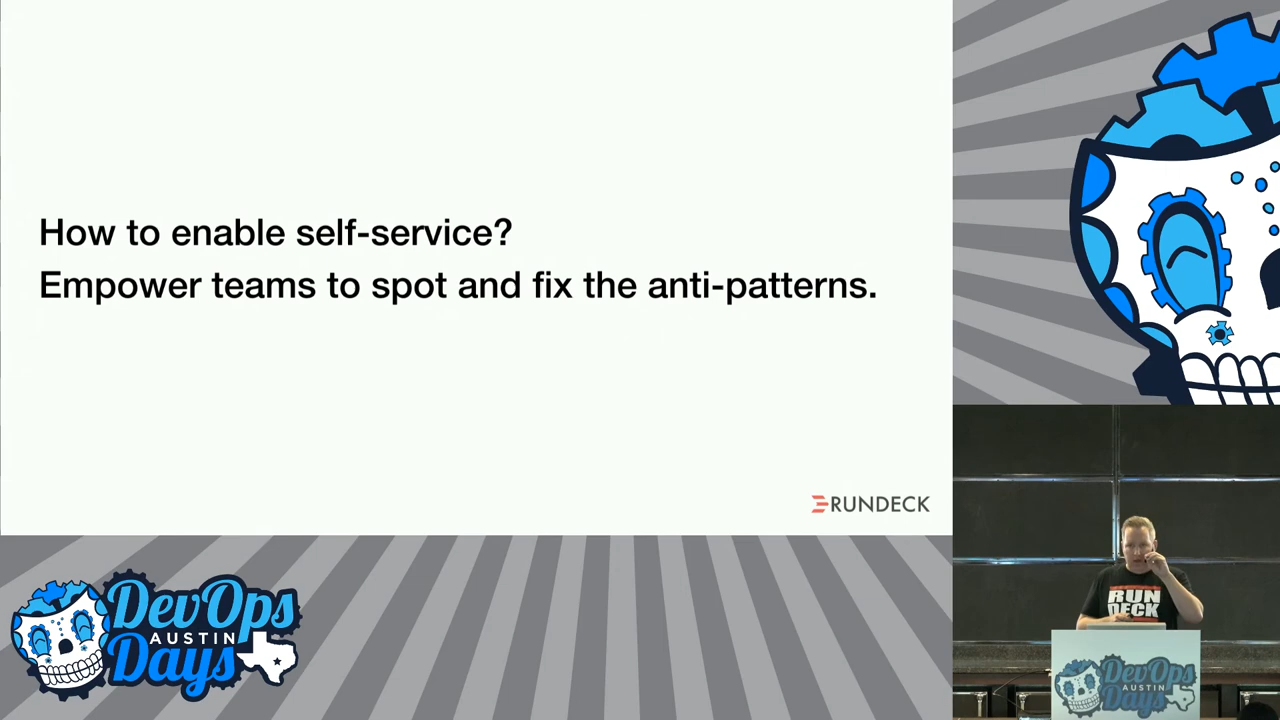 How to enable self-service?
Empower teams to spot and fix the anti-patterns.
RUNDECK
DevOps
AUSTIN
Days
RUN
DECK
DevOps
AUSTIN
Days